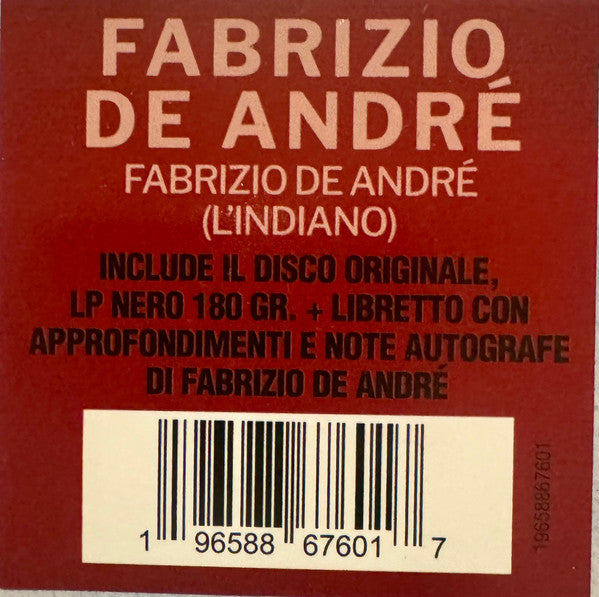 FABRIZIO
DE ANDRÉ
FABRIZIO DE ANDRÉ
(L'INDIANO)
INCLUDE IL DISCO ORIGINALE,
LP NERO 180 GR. + LIBRETTO CON
APPROFONDIMENTI E NOTE AUTOGRAFE
DI FABRIZIO DE ANDRÉ
1 96588 67601 7
19658867601